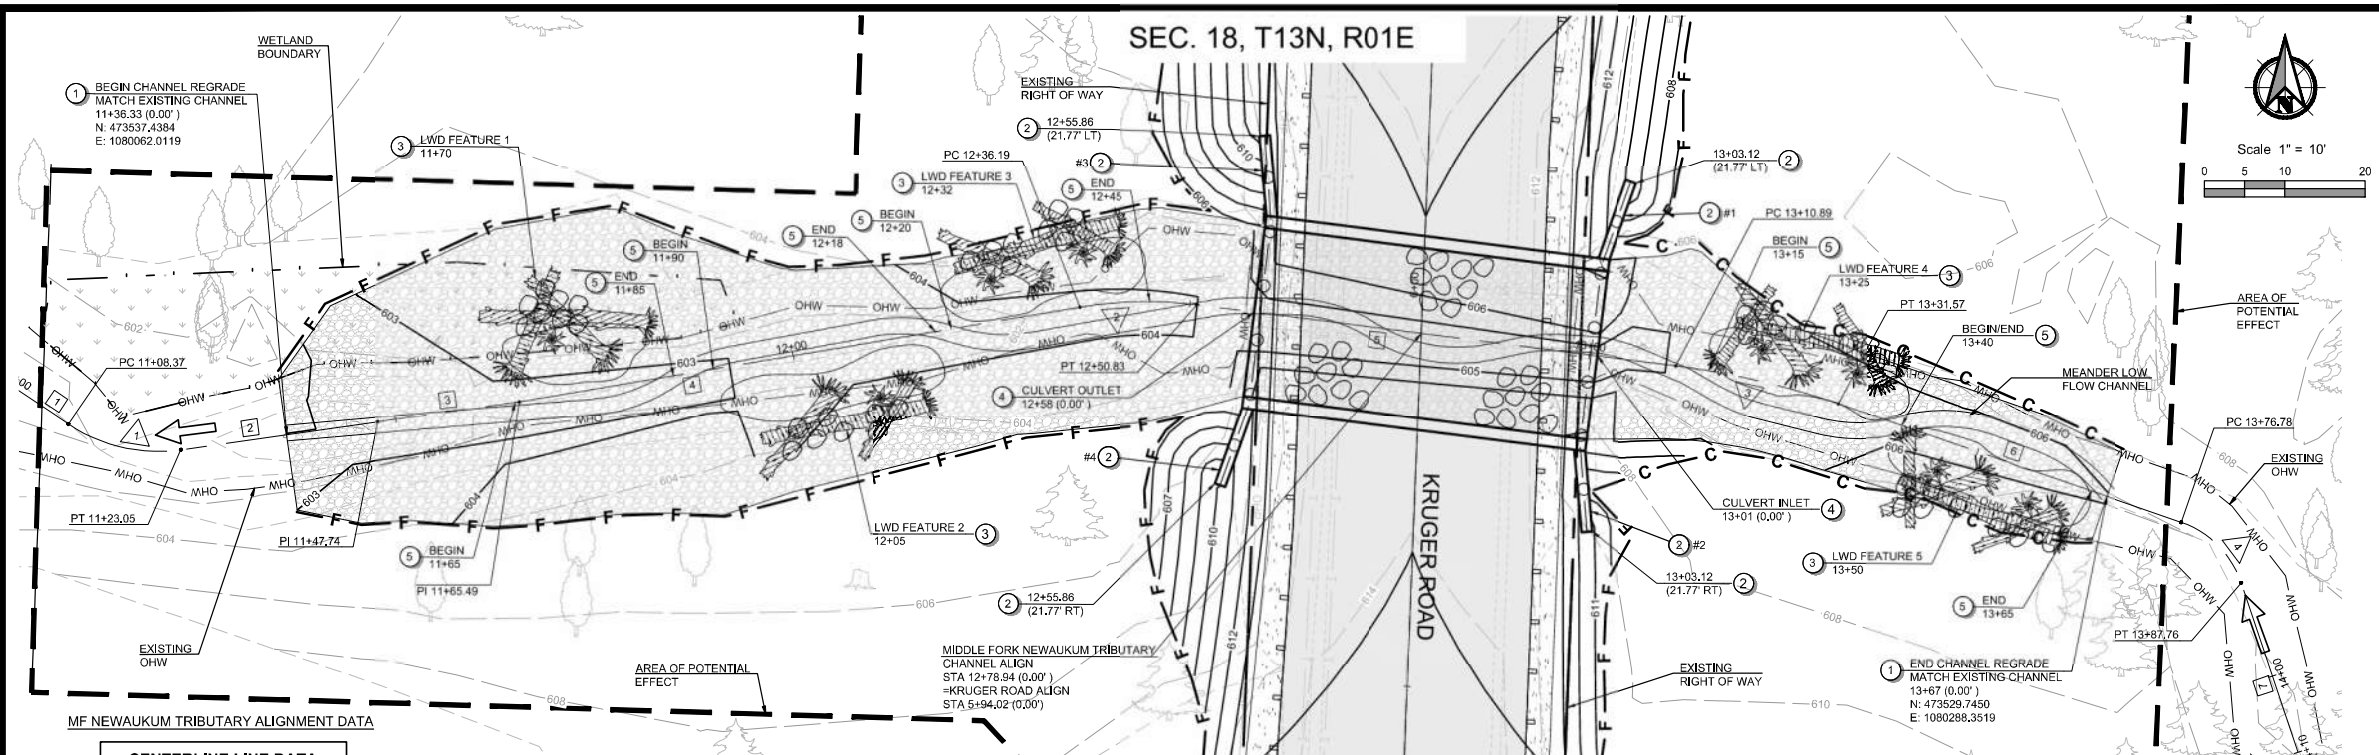 SEC. 18, T13N, R01E
WETLAND
BOUNDARY
1 BEGIN CHANNEL REGRADE
MATCH EXISTING CHANNEL
11+36.33 (0.00' )
N: 473537.4384
E: 1080062.0119
3 LWD FEATURE 1
11+70
EXISTING
RIGHT OF WAY
2 12+55.86
(21.77' LT)
#3 2
PC 12+36.19
3 LWD FEATURE 3
12+32
5 END
12+45
5 BEGIN
12+20
5 END
12+18
5 BEGIN
11+90
5 END
11+85
13+03.12 2
(21.77' LT)
2 #1
PC 13+10.89
BEGIN 5
13+15
LWD FEATURE 4 3
13+25
PT 13+31.57
BEGIN/END 5
13+40
MEANDER LOW
FLOW CHANNEL
N
Scale 1" = 10'
0 5 10 20
AREA OF
POTENTIAL
EFFECT
PC 13+76.78
EXISTING
OHW
PC 11+08.37
12+00
PT 12+50.83
4 CULVERT OUTLET
12+58 (0.00' )
#4 2
PT 11+23.05
PI 11+47.74
5 BEGIN
11+65
PI 11+65.49
LWD FEATURE 2 3
12+05
2 12+55.86
(21.77' RT)
KRUGER ROAD
CULVERT INLET 4
13+01 (0.00' )
2 #2
13+03.12 2
(21.77' RT)
3 LWD FEATURE 5
13+50
5 END
13+65
PT 13+87.76
14+00
EXISTING
OHW
AREA OF POTENTIAL
EFFECT
MIDDLE FORK NEWAUKUM TRIBUTARY
CHANNEL ALIGN
STA 12+78.94 (0.00' )
=KRUGER ROAD ALIGN
STA 5+94.02 (0.00')
EXISTING
RIGHT OF WAY
1 END CHANNEL REGRADE
MATCH EXISTING CHANNEL
13+67 (0.00' )
N: 473529.7450
E: 1080288.3519
MF NEWAUKUM TRIBUTARY ALIGNMENT DATA
CENTERLINE LINE DATA